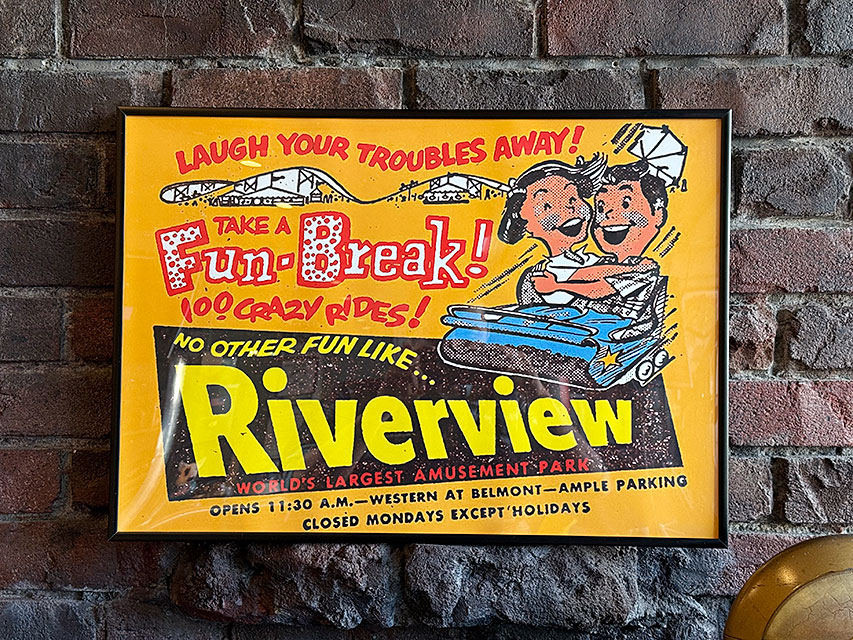 LAUGH YOUR TROUBLES AWAY!
TAKE A
Fun-Break!
100 CRAZY RIDES!
NO OTHER FUN LIKE...
Riverview
WORLD'S LARGEST AMUSEMENT PARK
OPENS 11:30 A.M.—WESTERN AT BELMONT—AMPLE PARKING
CLOSED MONDAYS EXCEPT HOLIDAYS